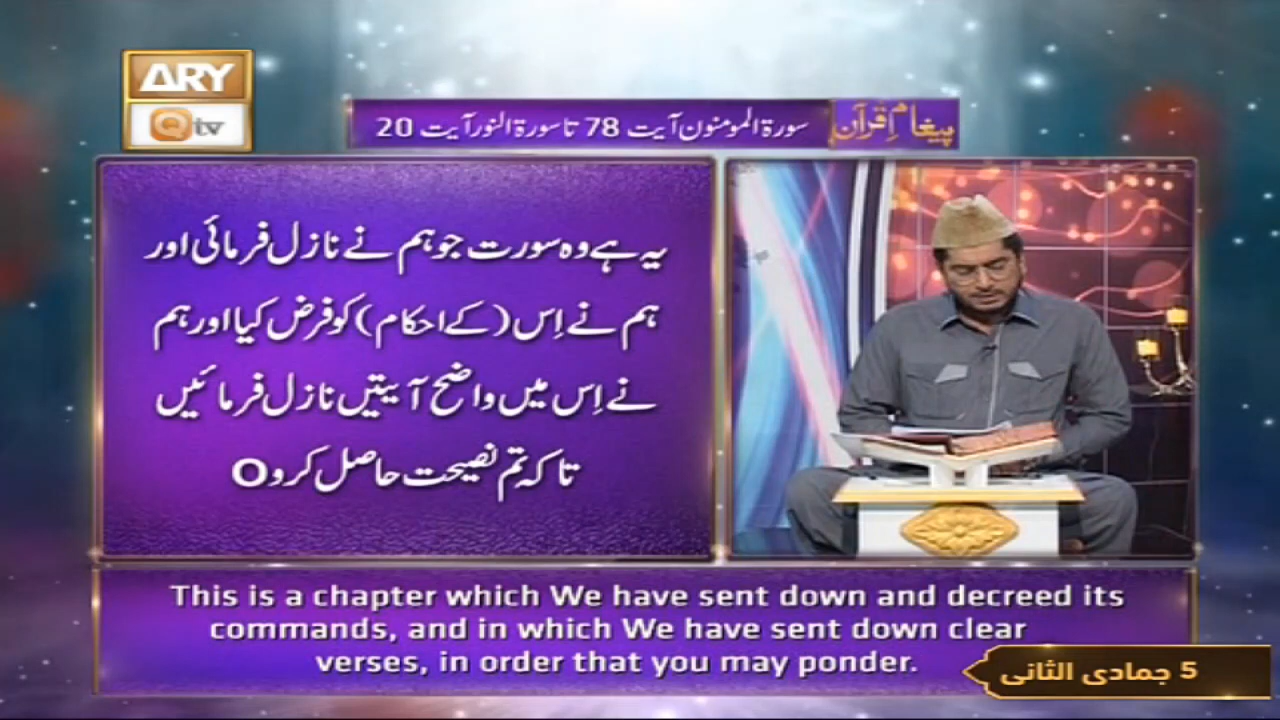 ARY
Qtv
پیغامِ قرآن
سورۃ المومنون آیت 78 تا سورۃ النور آیت 20
یہ ہے وہ سورت جو ہم نے نازل فرمائی اور
ہم نے اِس (کے احکام) کو فرض کیا اور ہم
نے اِس میں واضح آیتیں نازل فرمائیں
تاکہ تم نصیحت حاصل کرو O
This is a chapter which We have sent down and decreed its
commands, and in which We have sent down clear
verses, in order that you may ponder.
5 جمادی الثانی